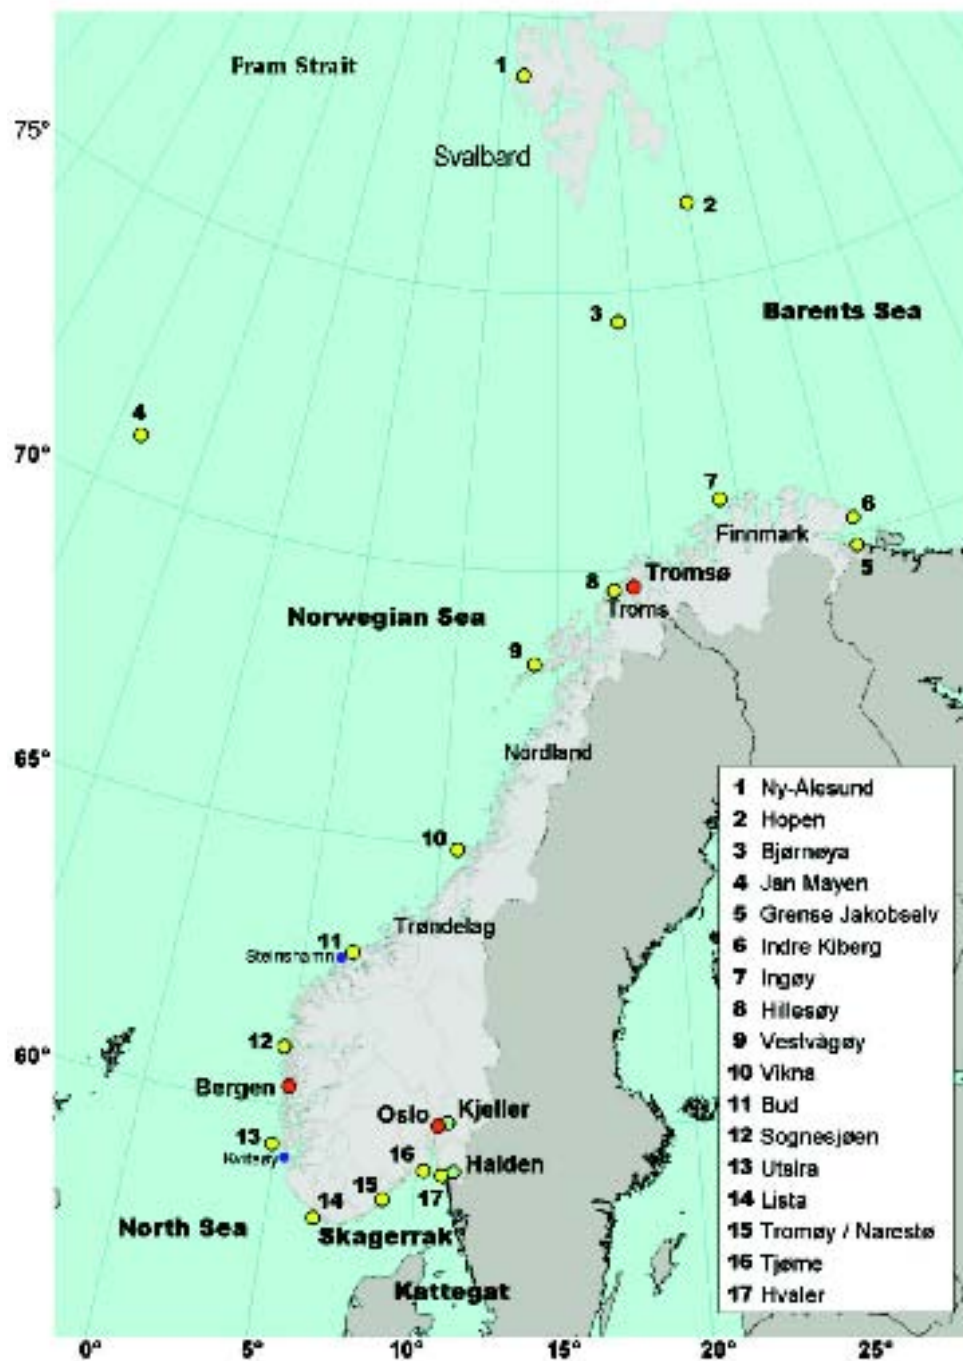 Fram Strait
1
75°
Svalbard
2
3
Barents Sea
4
70°
7
6
Finnmark
5
8
Tromsø
Troms
Norwegian Sea
9
65°
Nordland
10
Trøndelag
11
Steinshamn
60°
12
Bergen
Oslo
Kjeller
13
Kvitsøy
16
Halden
15
17
14
North Sea
Skagerrak
Kattegat
1 Ny-Ålesund
2 Hopen
3 Bjørnøya
4 Jan Mayen
5 Grense Jakobselv
6 Indre Kiberg
7 Ingøy
8 Hillesøy
9 Vestvågøy
10 Vikna
11 Bud
12 Sognesjøen
13 Utsira
14 Lista
15 Tromøy / Narestø
16 Tjøme
17 Hvaler
0°
5°
10°
15°
20°
25°